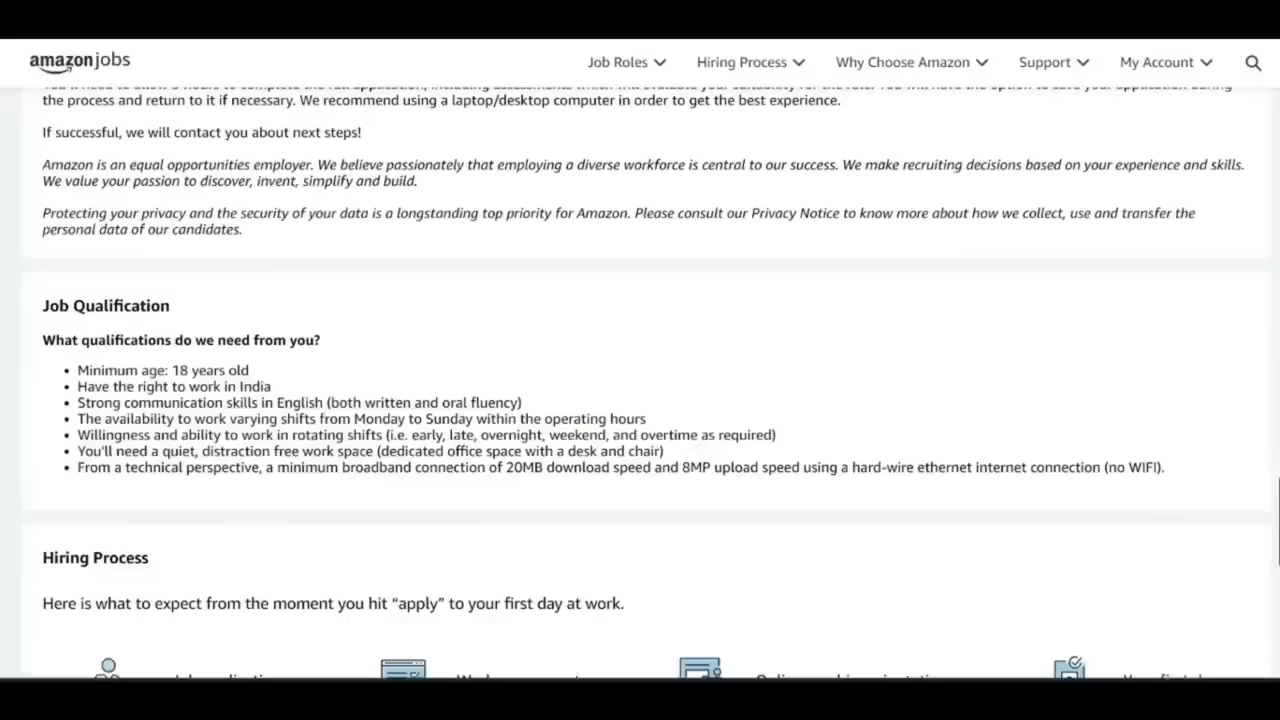 amazon jobs
Job Roles
Hiring Process
Why Choose Amazon
Support
My Account
the process and return to it if necessary. We recommend using a laptop/desktop computer in order to get the best experience.
If successful, we will contact you about next steps!
Amazon is an equal opportunities employer. We believe passionately that employing a diverse workforce is central to our success. We make recruiting decisions based on your experience and skills.
We value your passion to discover, invent, simplify and build.
Protecting your privacy and the security of your data is a longstanding top priority for Amazon. Please consult our Privacy Notice to know more about how we collect, use and transfer the
personal data of our candidates.
Job Qualification
What qualifications do we need from you?
• Minimum age: 18 years old
• Have the right to work in India
• Strong communication skills in English (both written and oral fluency)
• The availability to work varying shifts from Monday to Sunday within the operating hours
• Willingness and ability to work in rotating shifts (i.e. early, late, overnight, weekend, and overtime as required)
• You'll need a quiet, distraction free work space (dedicated office space with a desk and chair)
• From a technical perspective, a minimum broadband connection of 20MB download speed and 8MP upload speed using a hard-wire ethernet internet connection (no WIFI).
Hiring Process
Here is what to expect from the moment you hit “apply” to your first day at work.